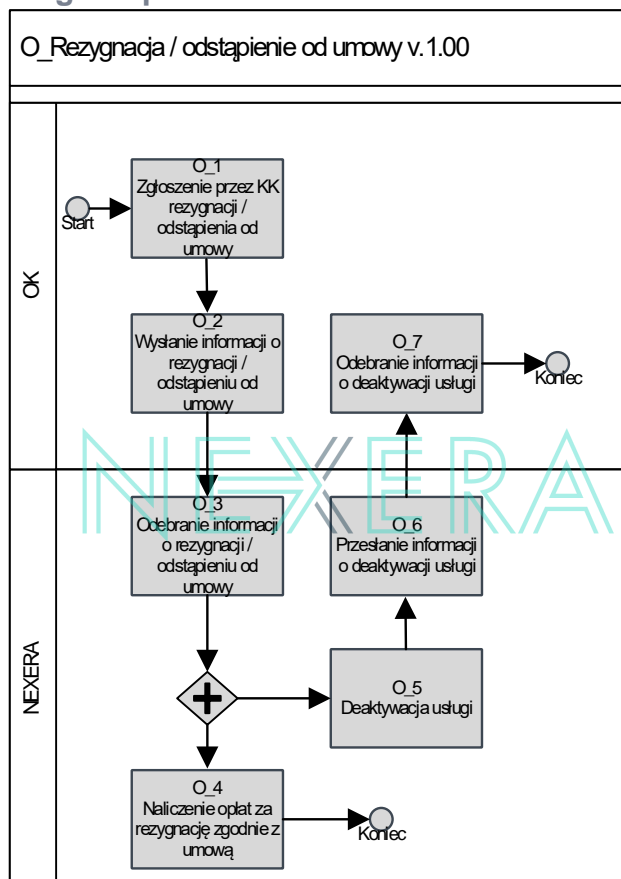 O_Rezygnacja / odstąpienie od umowy v.1.00
OK
Start
O_1
Zgłoszenie przez KK
rezygnacji /
odstąpienia od
umowy
O_2
Wysłanie informacji o
rezygnacji /
odstąpieniu od
umowy
O_7
Odebranie informacji
o deaktywacji usługi
Koniec
NEXERA
NEXERA
O_3
Odebranie informacji
o rezygnacji /
odstąpieniu od
umowy
O_6
Przesłanie informacji
o deaktywacji usługi
O_5
Deaktywacja usługi
O_4
Naliczenie opłat za
rezygnację zgodnie z
umową
Koniec